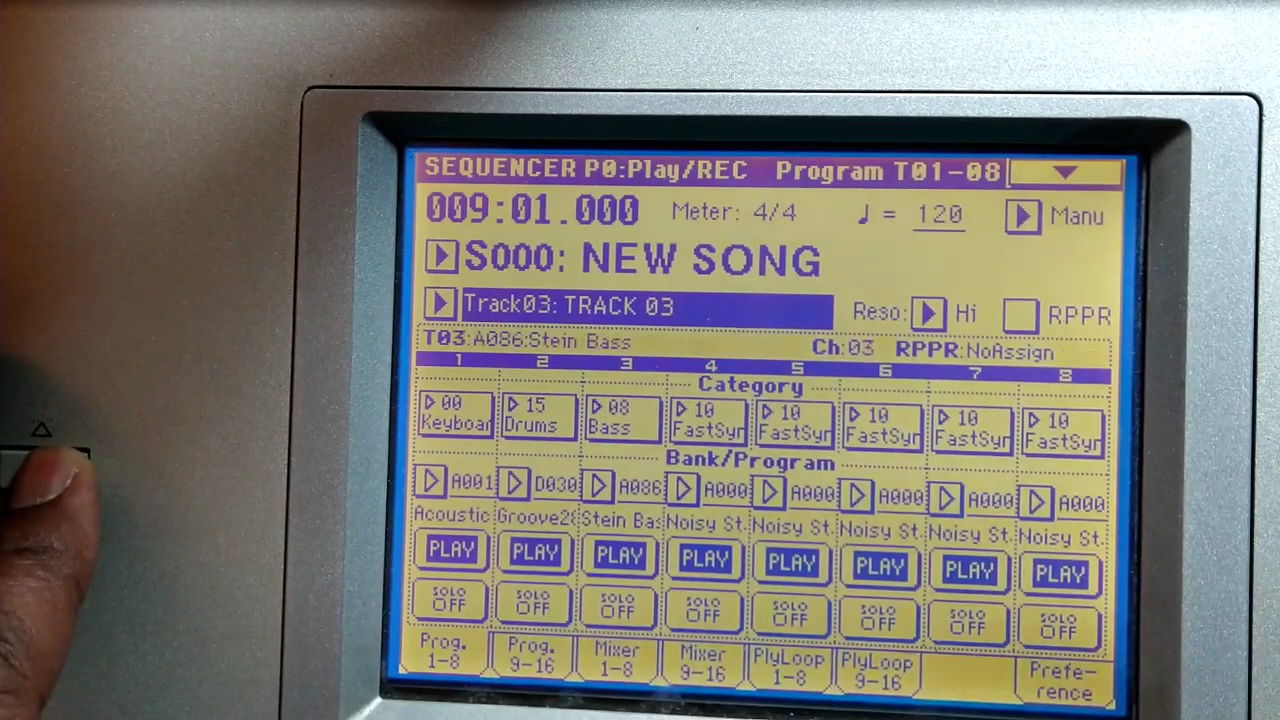 SEQUENCER P0:Play/REC Program T01-08
009:01.000 Meter: 4/4 ♩ = 120 Manu
S000: NEW SONG
Track03: TRACK 03 Reso: Hi RPPR
T03:A086:Stein Bass Ch:03 RPPR:NoAssign
1 2 3 4 5 6 7 8
Category
00 15 08 10 10 10 10 10
Keyboar Drums Bass FastSyn FastSyn FastSyn FastSyn FastSyn
Bank/Program
A001 D030 A086 A000 A000 A000 A000 A000
Acoustic Groove28 Stein Bas Noisy St. Noisy St. Noisy St. Noisy St. Noisy St.
PLAY PLAY PLAY PLAY PLAY PLAY PLAY PLAY
SOLO SOLO SOLO SOLO SOLO SOLO SOLO SOLO
OFF OFF OFF OFF OFF OFF OFF OFF
Prog. Prog. Mixer Mixer PlyLoop PlyLoop Prefe-
1-8 9-16 1-8 9-16 1-8 9-16 rence